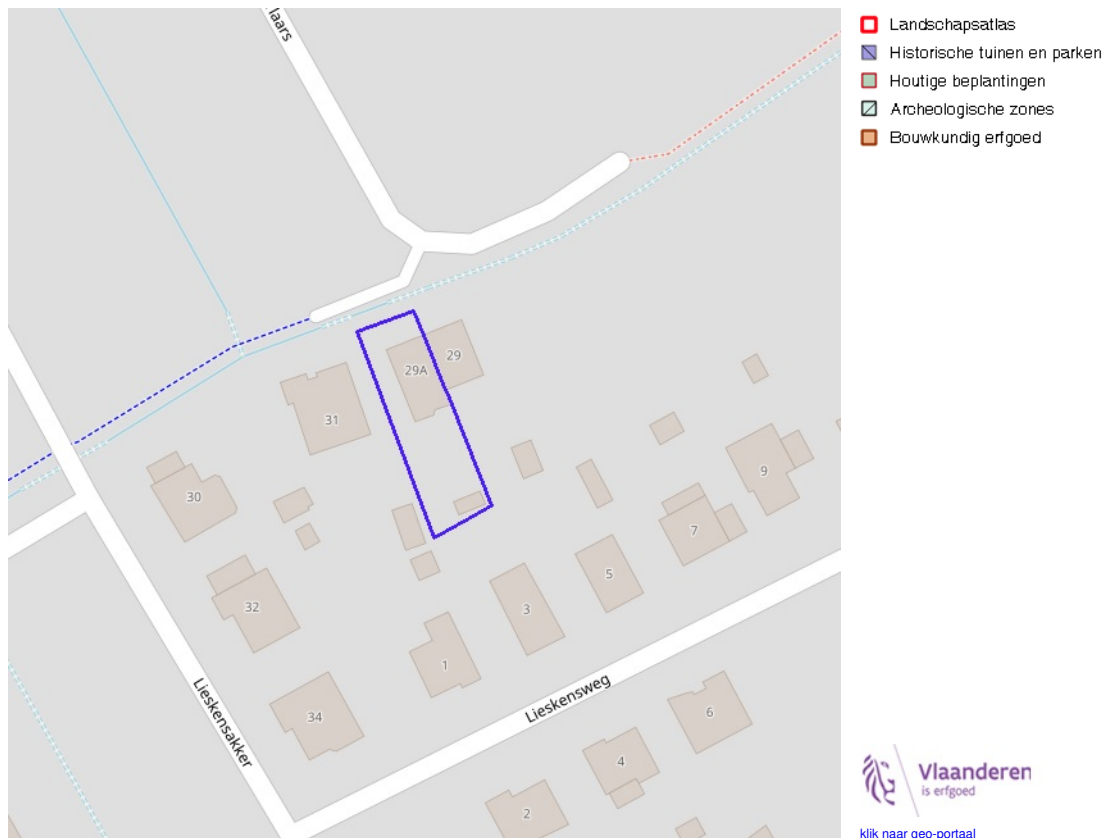 laars
29
29A
31
30
9
7
5
32
3
1
34
6
4
2
Lieskensakker
Lieskensweg
Landschapsatlas
Historische tuinen en parken
Houtige beplantingen
Archeologische zones
Bouwkundig erfgoed
Vlaanderen
is erfgoed
klik naar geo-portaal